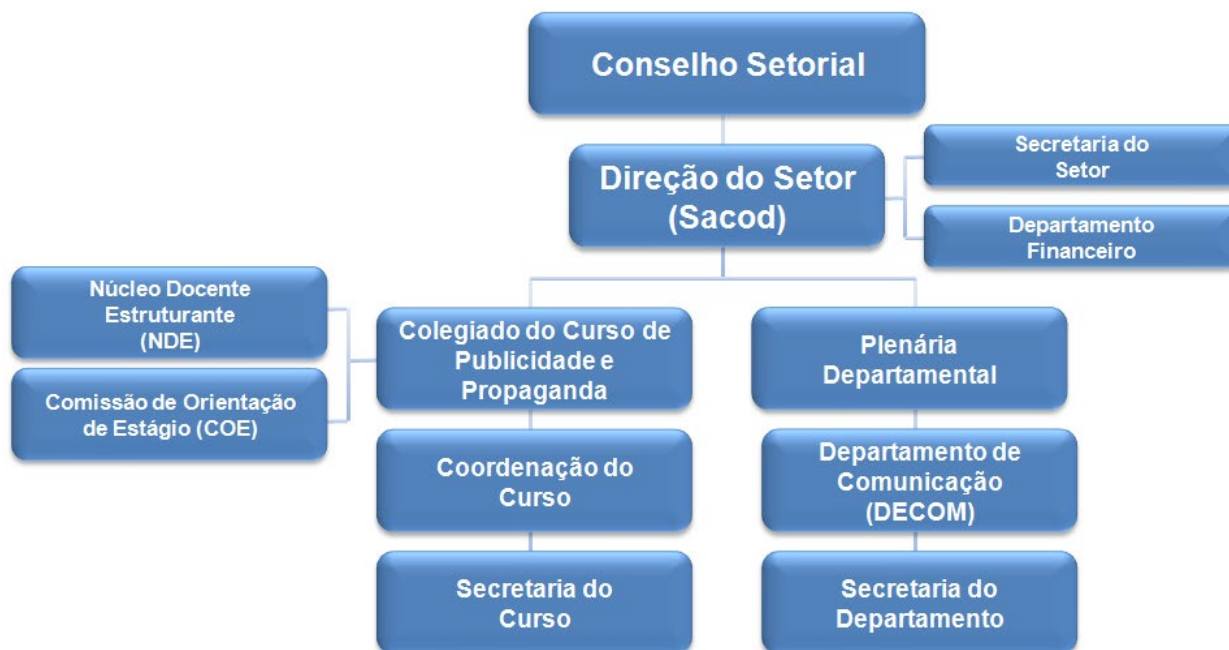 Conselho Setorial
Direção do Setor
(Sacod)
Secretaria do
Setor
Departamento
Financeiro
Núcleo Docente
Estruturante
(NDE)
Comissão de Orientação
de Estágio (COE)
Colegiado do Curso de
Publicidade e
Propaganda
Plenária
Departamental
Coordenação do
Curso
Departamento de
Comunicação
(DECOM)
Secretaria do
Curso
Secretaria do
Departamento